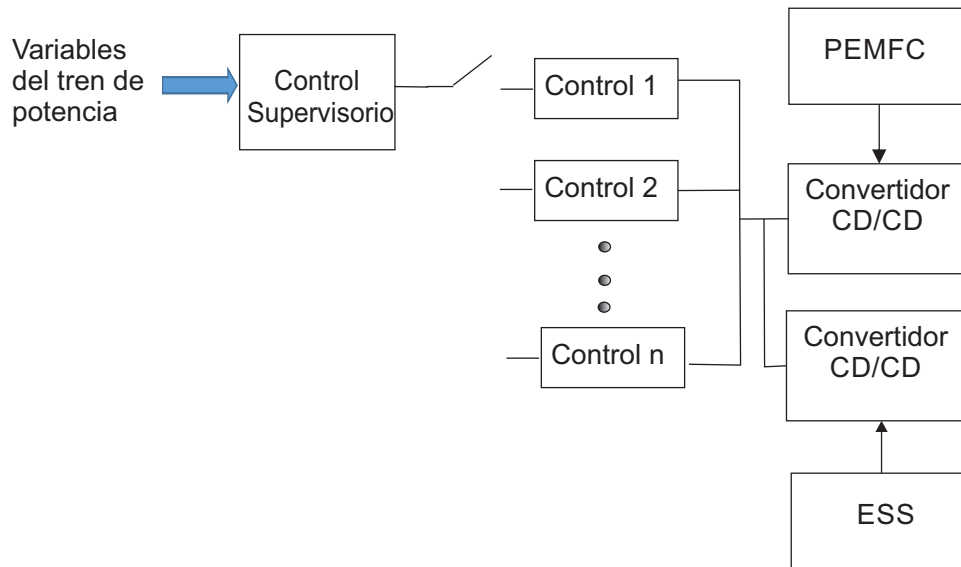 Variables
del tren de
potencia
Control
Supervisorio
Control 1
Control 2
Control n
PEMFC
Convertidor
CD/CD
Convertidor
CD/CD
ESS